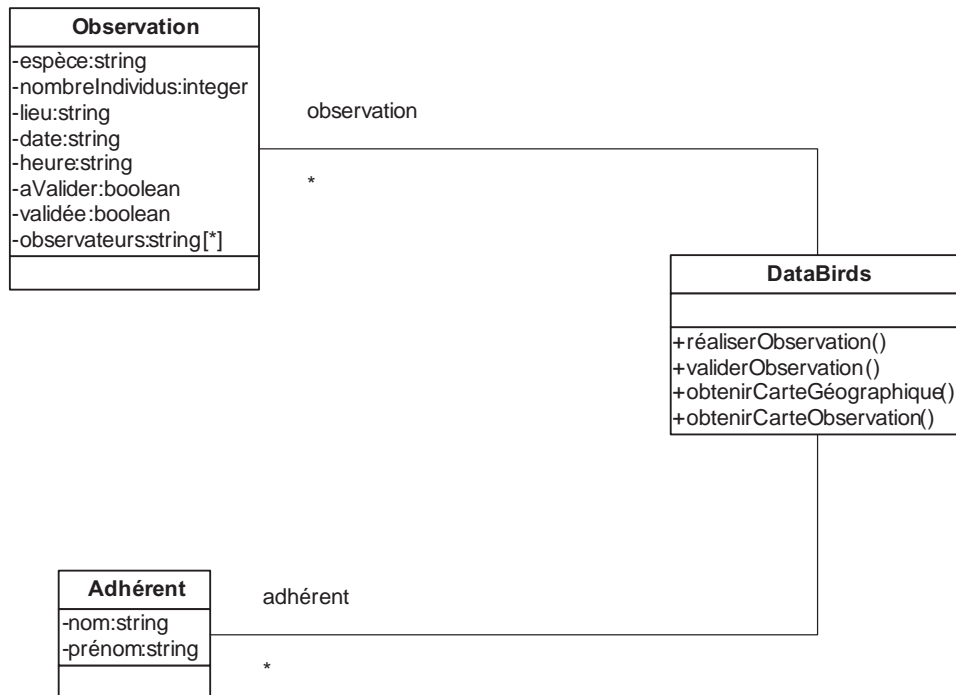 Observation
-espèce:string
-nombreIndividus:integer
-lieu:string
-date:string
-heure:string
-aValider:boolean
-validée:boolean
-observateurs:string[*]
observation
*
DataBirds
+réaliserObservation()
+validerObservation()
+obtenirCarteGéographique()
+obtenirCarteObservation()
Adhérent
-nom:string
-prénom:string
adhérent
*